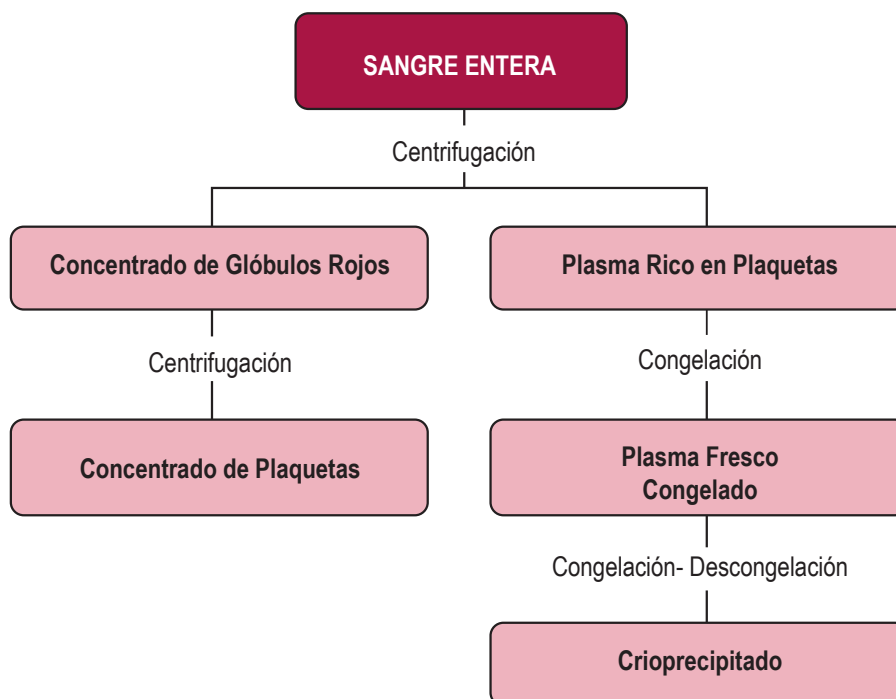 SANGRE ENTERA
Centrifugación
Concentrado de Glóbulos Rojos
Plasma Rico en Plaquetas
Centrifugación
Congelación
Concentrado de Plaquetas
Plasma Fresco
Congelado
Congelación- Descongelación
Crioprecipitado